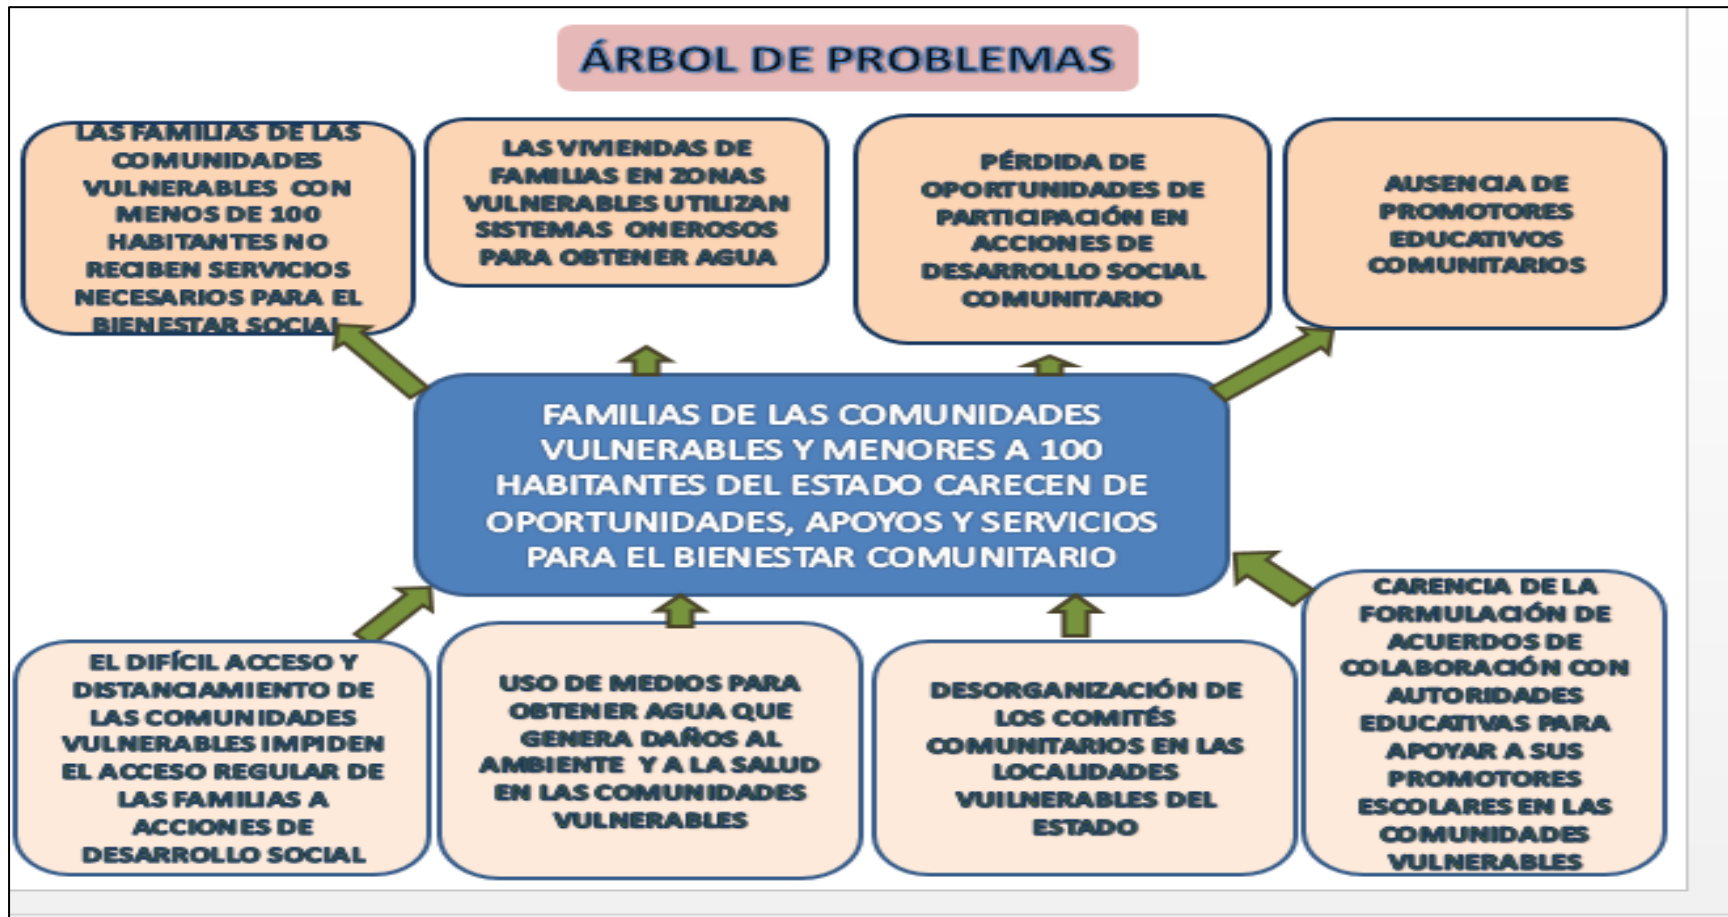 ÁRBOL DE PROBLEMAS
LAS FAMILIAS DE LAS
COMUNIDADES
VULNERABLES CON
MENOS DE 100
HABITANTES NO
RECIBEN SERVICIOS
NECESARIOS PARA EL
BIENESTAR SOCIAL
LAS VIVIENDAS DE
FAMILIAS EN ZONAS
VULNERABLES UTILIZAN
SISTEMAS ONEROSOS
PARA OBTENER AGUA
PÉRDIDA DE
OPORTUNIDADES DE
PARTICIPACIÓN EN
ACCIONES DE
DESARROLLO SOCIAL
COMUNITARIO
AUSENCIA DE
PROMOTORES
EDUCATIVOS
COMUNITARIOS
FAMILIAS DE LAS COMUNIDADES
VULNERABLES Y MENORES A 100
HABITANTES DEL ESTADO CARECEN DE
OPORTUNIDADES, APOYOS Y SERVICIOS
PARA EL BIENESTAR COMUNITARIO
EL DIFÍCIL ACCESO Y
DISTANCIAMIENTO DE
LAS COMUNIDADES
VULNERABLES IMPIDEN
EL ACCESO REGULAR DE
LAS FAMILIAS A
ACCIONES DE
DESARROLLO SOCIAL
USO DE MEDIOS PARA
OBTENER AGUA QUE
GENERA DAÑOS AL
AMBIENTE Y A LA SALUD
EN LAS COMUNIDADES
VULNERABLES
DESORGANIZACIÓN DE
LOS COMITÉS
COMUNITARIOS EN LAS
LOCALIDADES
VUILNERABLES DEL
ESTADO
CARENCIA DE LA
FORMULACIÓN DE
ACUERDOS DE
COLABORACIÓN CON
AUTORIDADES
EDUCATIVAS PARA
APOYAR A SUS
PROMOTORES
ESCOLARES EN LAS
COMUNIDADES
VULNERABLES